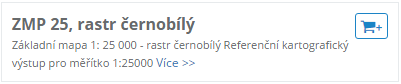 ZMP 25, rastr černobílý
Základní mapa 1: 25 000 - rastr černobílý Referenční kartografický
výstup pro měřítko 1:25000 Více >>